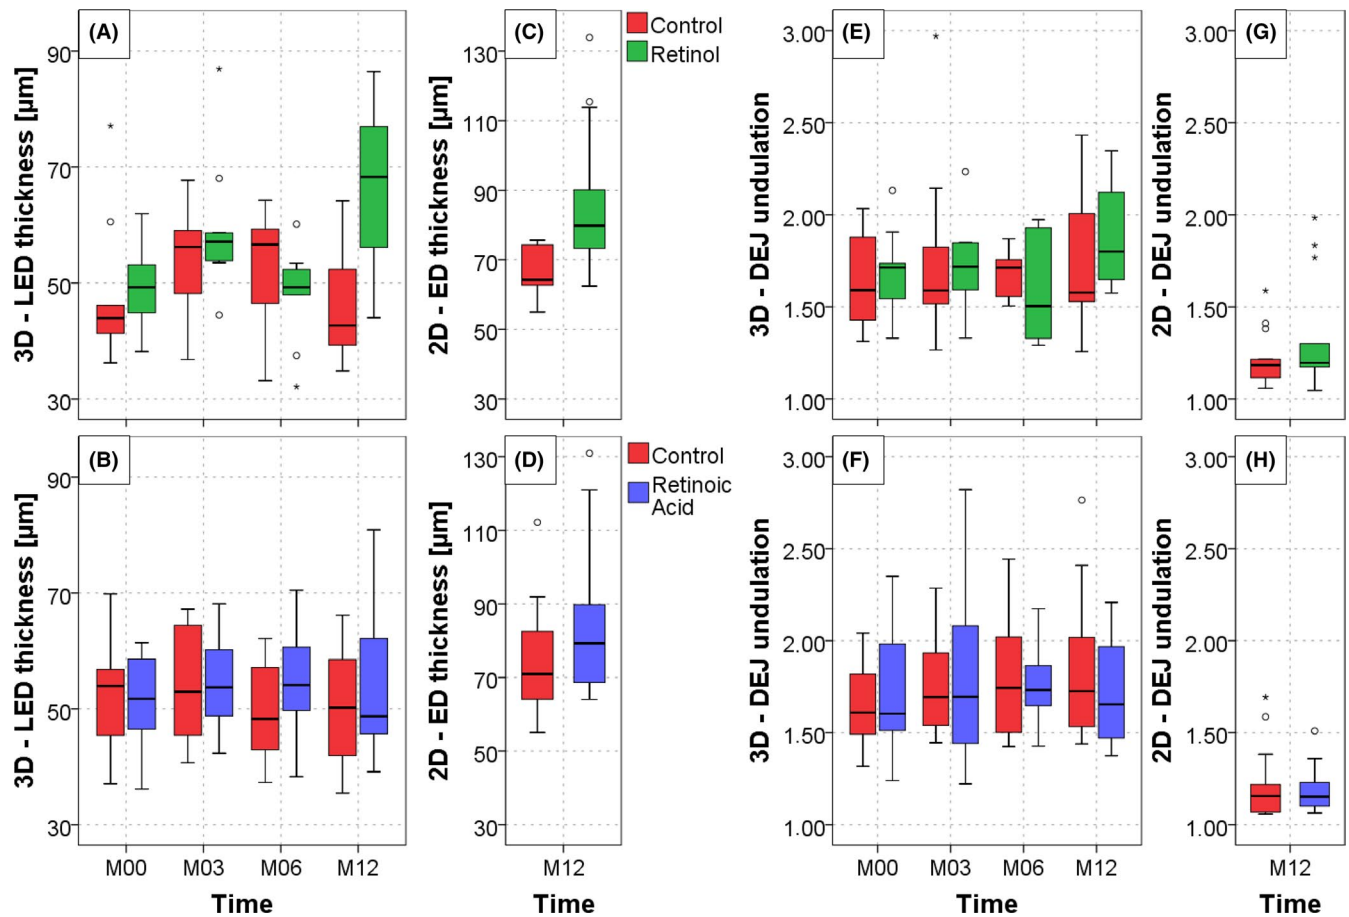 (A)
3D - LED thickness [µm]
90
70
50
30
(C)
2D - ED thickness [µm]
130
110
90
70
50
30
Control
Retinol
(E)
3D - DEJ undulation
3.00
2.50
2.00
1.50
1.00
(G)
2D - DEJ undulation
3.00
2.50
2.00
1.50
1.00
(B)
3D - LED thickness [µm]
90
70
50
30
M00 M03 M06 M12
Time
(D)
2D - ED thickness [µm]
130
110
90
70
50
30
M12
Time
Control
Retinoic
Acid
(F)
3D - DEJ undulation
3.00
2.50
2.00
1.50
1.00
M00 M03 M06 M12
Time
(H)
2D - DEJ undulation
3.00
2.50
2.00
1.50
1.00
M12
Time